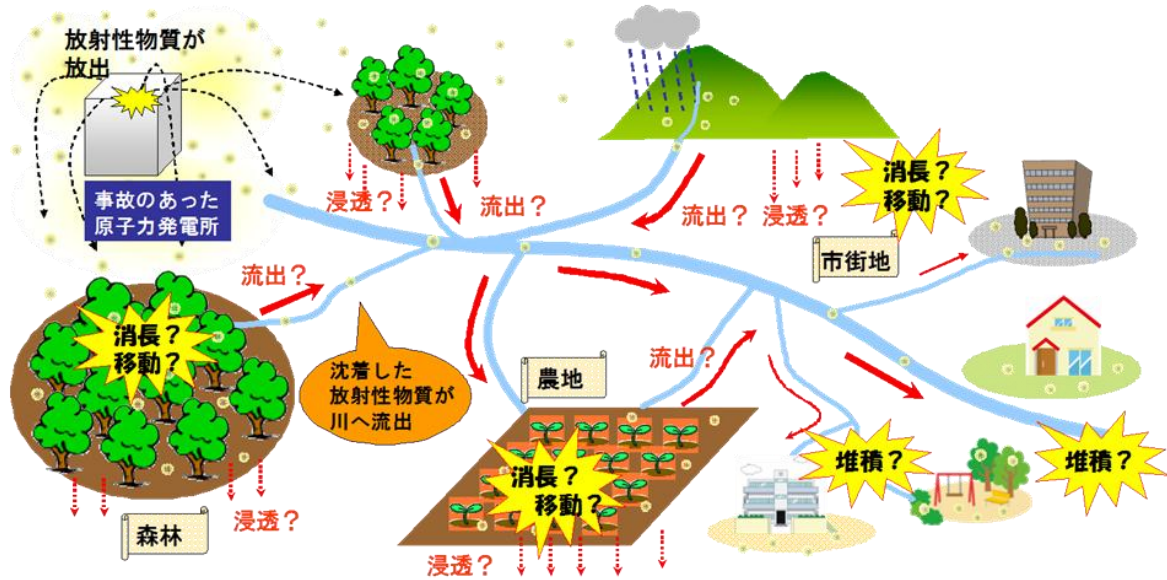 放射性物質が
放出
事故のあった
原子力発電所
浸透？
流出？
流出？
浸透？
消長？
移動？
市街地
流出？
消長？
移動？
沈着した
放射性物質が
川へ流出
農地
流出？
消長？
移動？
堆積？
堆積？
浸透？
森林
浸透？